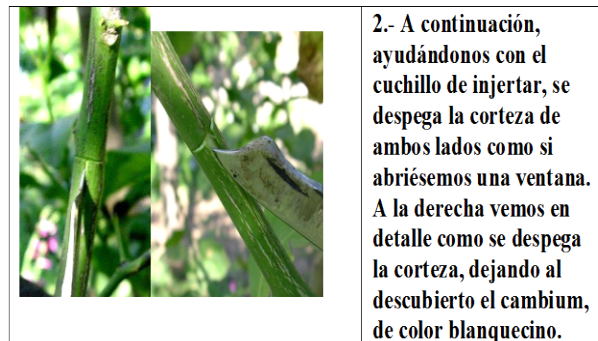 2.- A continuación,
ayudándonos con el
cuchillo de injertar, se
despega la corteza de
ambos lados como si
abriésemos una ventana.
A la derecha vemos en
detalle como se despega
la corteza, dejando al
descubierto el cambium,
de color blanquecino.